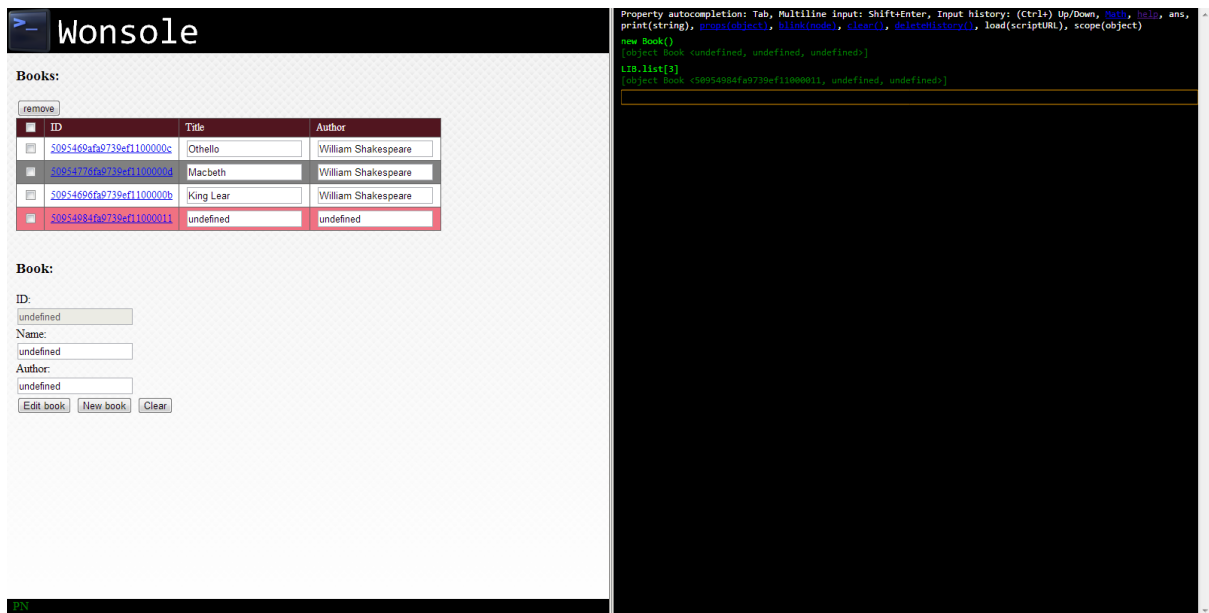 >_ Wonsole
Books:
remove
ID Title Author
5095469afa9739ef1100000c Othello William Shakespeare
50954776fa9739ef1100000d Macbeth William Shakespeare
50954696fa9739ef1100000b King Lear William Shakespeare
50954984fa9739ef11000011 undefined undefined
Book:
ID:
undefined
Name:
undefined
Author:
undefined
Edit book New book Clear
PN
Property autocompletion: Tab, Multiline input: Shift+Enter, Input history: (Ctrl+) Up/Down, math, help, ans,
print(string), props(object), blink(mode), clear(), deleteHistory(), load(scriptURL), scope(object)
new Book()
[object Book <undefined, undefined, undefined>]
LIB.list[3]
[object Book <50954984fa9739ef11000011, undefined, undefined>]